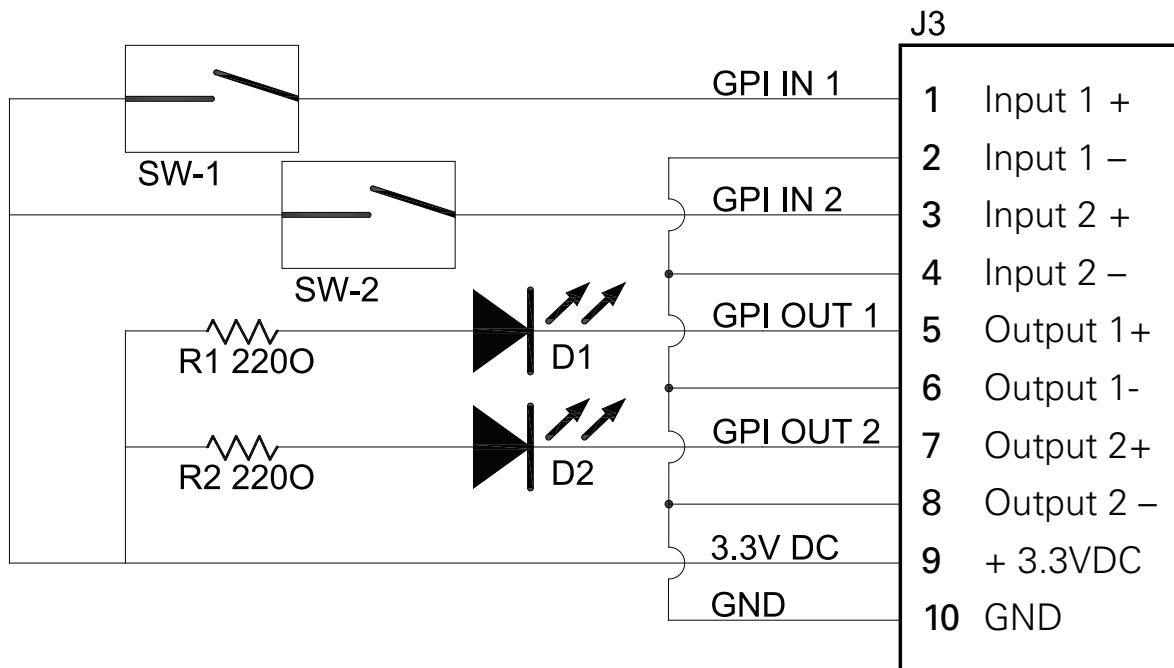 J3
GPI IN 1
1 Input 1 +
2 Input 1 –
SW-1
GPI IN 2
3 Input 2 +
4 Input 2 –
SW-2
GPI OUT 1
5 Output 1+
R1 220O
D1
6 Output 1-
GPI OUT 2
7 Output 2+
R2 220O
D2
8 Output 2 –
3.3V DC
9 + 3.3VDC
GND
10 GND